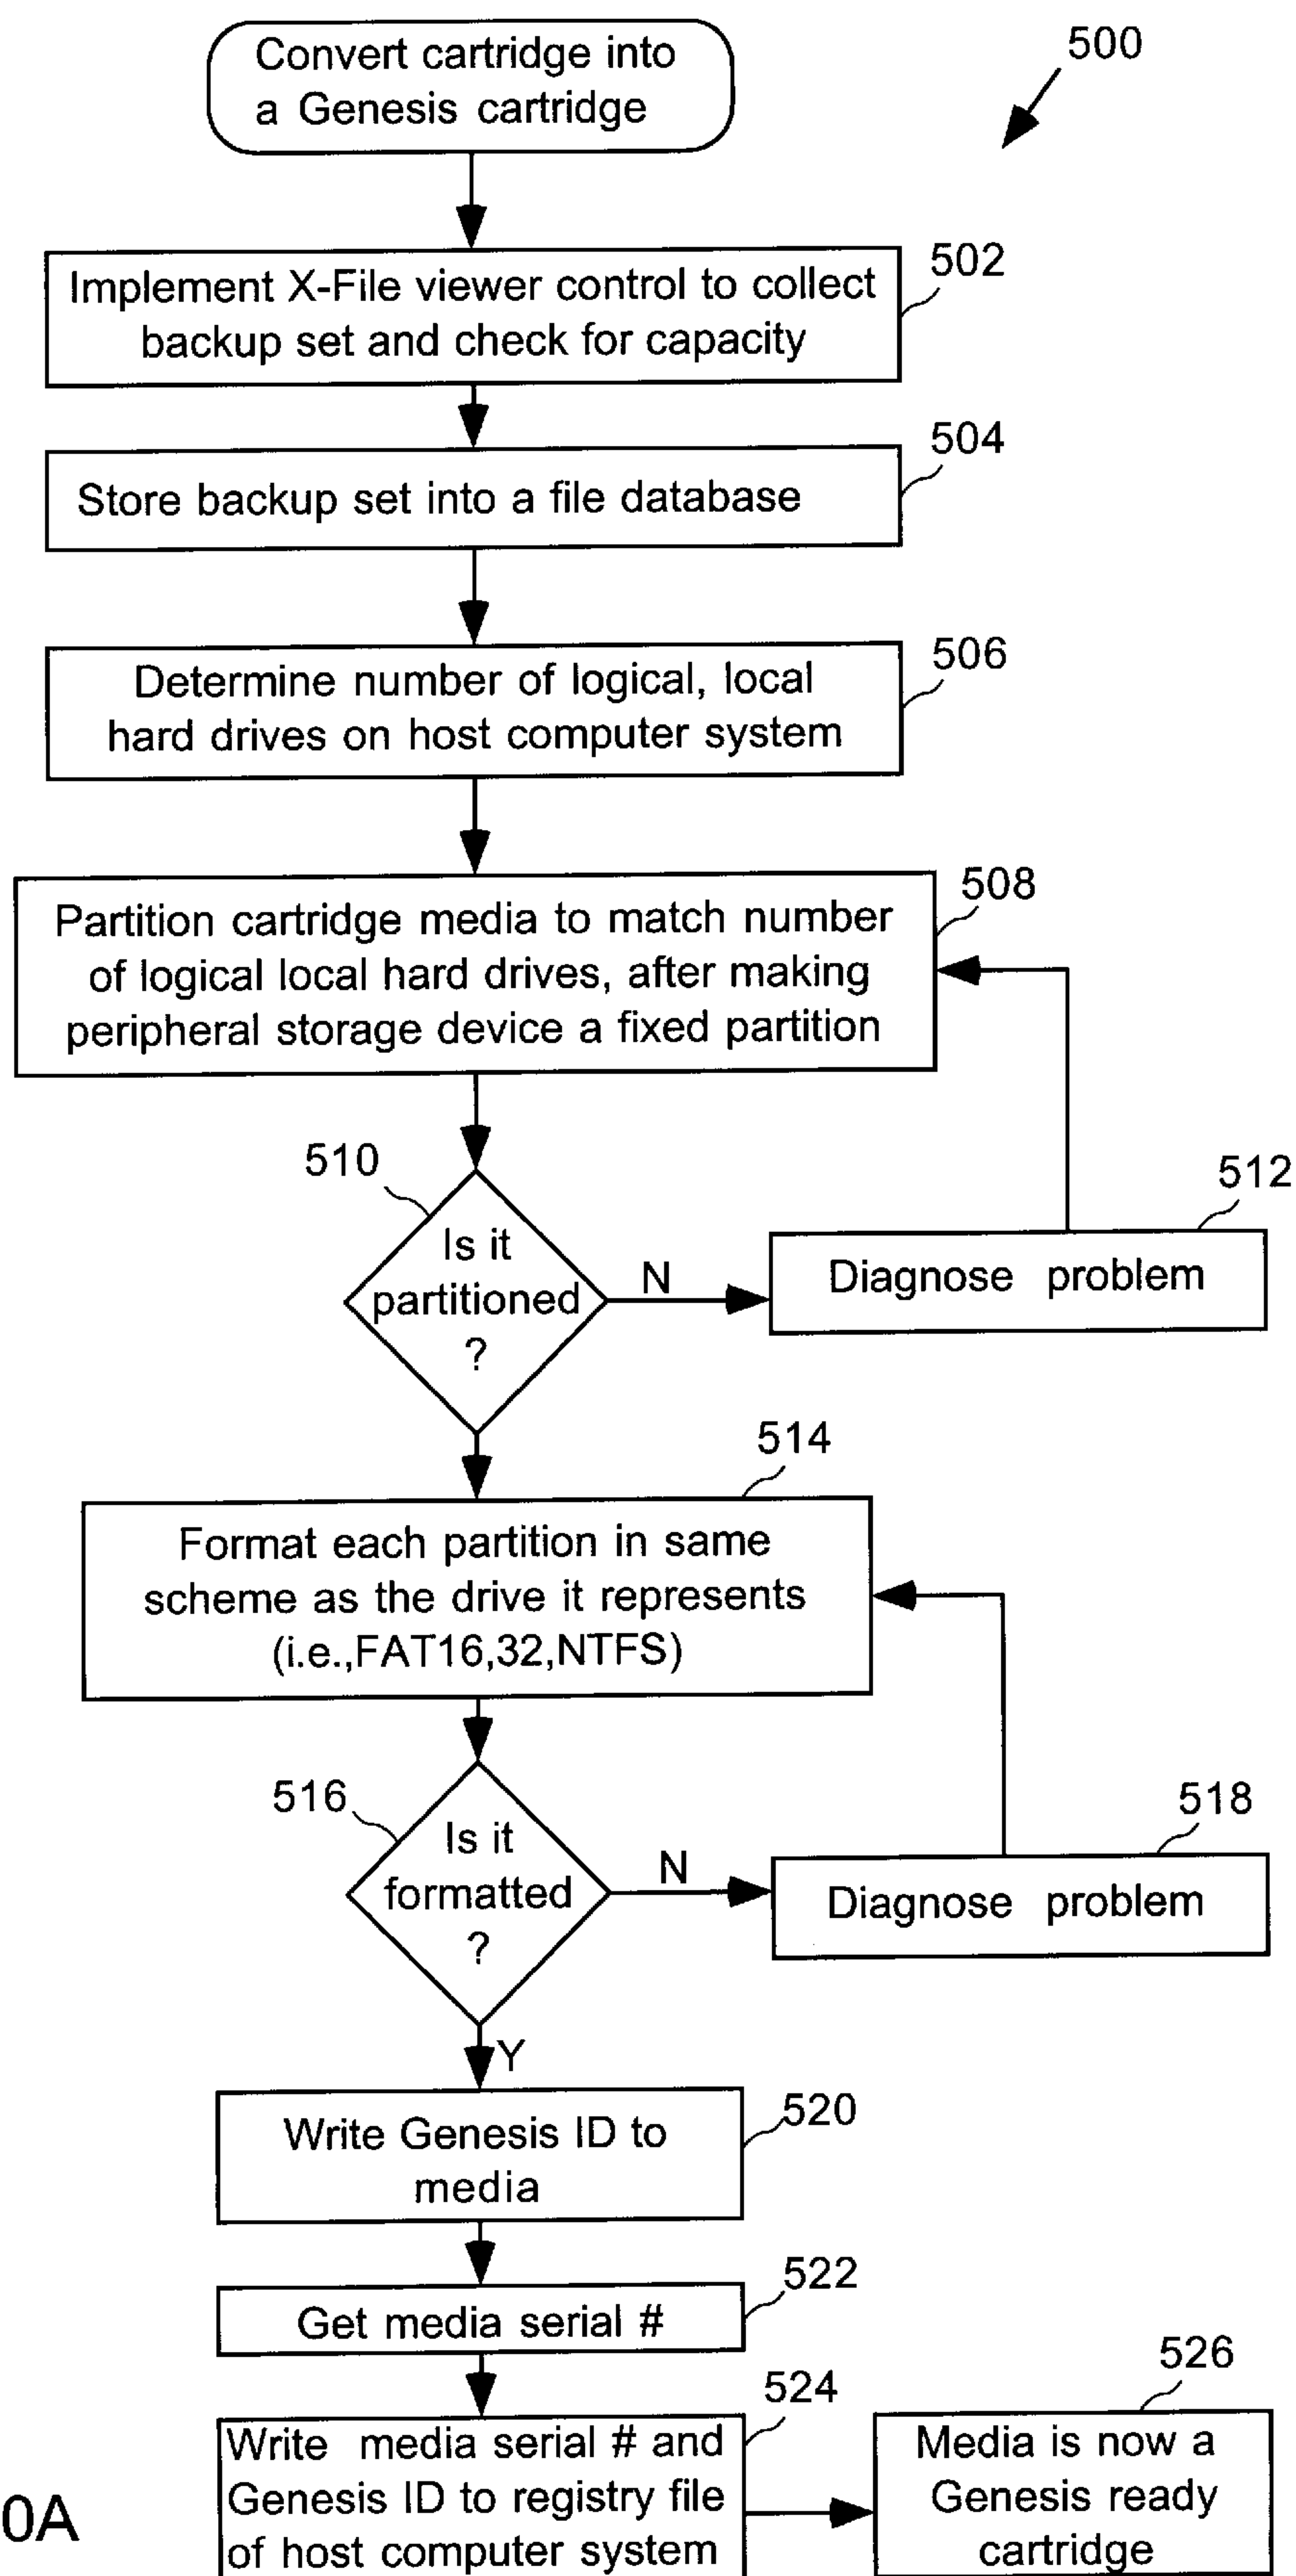 Convert cartridge into
a Genesis cartridge
500
Implement X-File viewer control to collect
backup set and check for capacity
502
Store backup set into a file database
504
Determine number of logical, local
hard drives on host computer system
506
Partition cartridge media to match number
of logical local hard drives, after making
peripheral storage device a fixed partition
508
510
Is it
partitioned
?
N
512
Diagnose problem
514
Format each partition in same
scheme as the drive it represents
(i.e.,FAT16,32,NTFS)
516
Is it
formatted
?
N
518
Diagnose problem
Y
Write Genesis ID to
media
520
Get media serial #
522
Write media serial # and
Genesis ID to registry file
of host computer system
524
526
Media is now a
Genesis ready
cartridge
0A